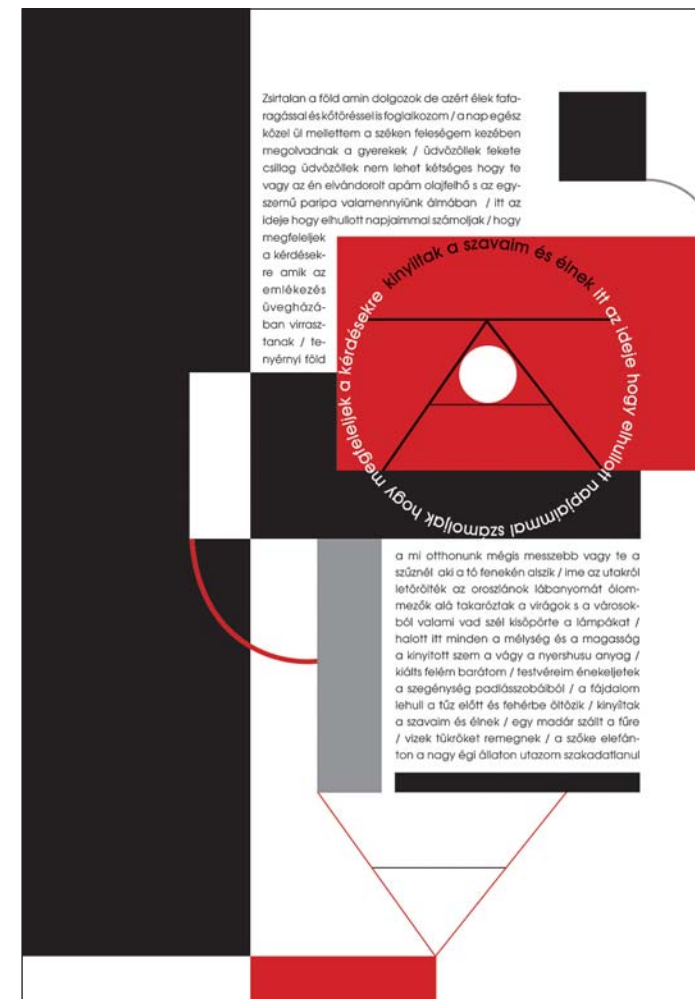 Zsirtalan a föld amin dolgozok de azért élek fafa-
ragással és kőtöréssel is foglalkozom / a nap egész
közel ül mellettem a széken feleségem kezében
megolvadnak a gyerekek / üdvözöllek fekete
csillag üdvözöllek nem lehet kétséges hogy te
vagy az én elvándorolt apám olajfelhő s az egy-
szemű paripa valamennyiünk álmában / itt az
ideje hogy elhullott napjaimmal számoljak / hogy
megfeleljek
a kérdések-
re amik az
emlékezés
üvegházá-
ban virrasz-
tanak / te-
nyérnyi föld
kinyíltak a szavaim és élnek itt az ideje hogy elhullott napjaimmal számoljak hogy megfeleljek a kérdésekre
a mi otthonunk mégis messzebb vagy te a
szűznél aki a tó fenekén alszik / ime az utakról
letörölték az oroszlánok lábanyomát ólom-
mezők alá takaróztak a virágok s a városok-
ból valami vad szél kisöpörte a lámpákat /
halott itt minden a mélység és a magasság
a kinyitott szem a vágy a nyershusu anyag /
kiálts felém barátom / testvéreim énekeljetek
a szegénység padlásszobáiból / a fájdalom
lehull a tűz előtt és fehérbe öltözik / kinyíltak
a szavaim és élnek / egy madár szállt a fűre
/ vizek tükröket remegnek / a szőke elefán-
ton a nagy égi állaton utazom szakadatlanul